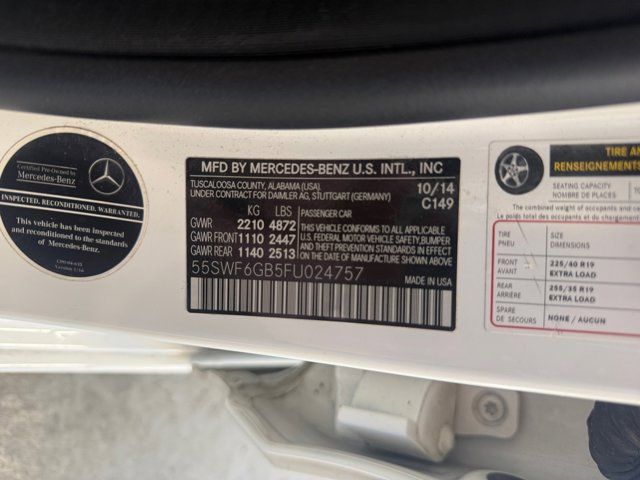 Certified Pre-Owned by
Mercedes-Benz
INSPECTED. RECONDITIONED. WARRANTED.
This vehicle has been inspected
and reconditioned to the standards
of Mercedes-Benz.
MFD BY MERCEDES-BENZ U.S. INTL., INC
TUSCALOOSA COUNTY, ALABAMA (USA). 10/14
UNDER CONTRACT FOR DAIMLER AG, STUTTGART (GERMANY) C149
KG LBS PASSENGER CAR
GVWR 2210 4872
GAWR FRONT 1110 2447
GAWR REAR 1140 2513
THIS VEHICLE CONFORMS TO ALL APPLICABLE
U.S. FEDERAL MOTOR VEHICLE SAFETY,BUMPER
AND THEFT PREVENTION STANDARDS IN EFFECT
ON THE DATE OF MANUFACTURE SHOWN ABOVE.
55SWF6GB5FU024757
MADE IN USA
TIRE
RENSEIGNEMENTS
SEATING CAPACITY
NOMBRE DE PLACES
The combined weight of occupants and
Le poids total des occupants et du
TIRE SIZE
PNEU DIMENSIONS
FRONT 225/40 R19
AVANT EXTRA LOAD
REAR 255/35 R19
ARRIÈRE EXTRA LOAD
SPARE NONE / AUCUN
DE SECOURS